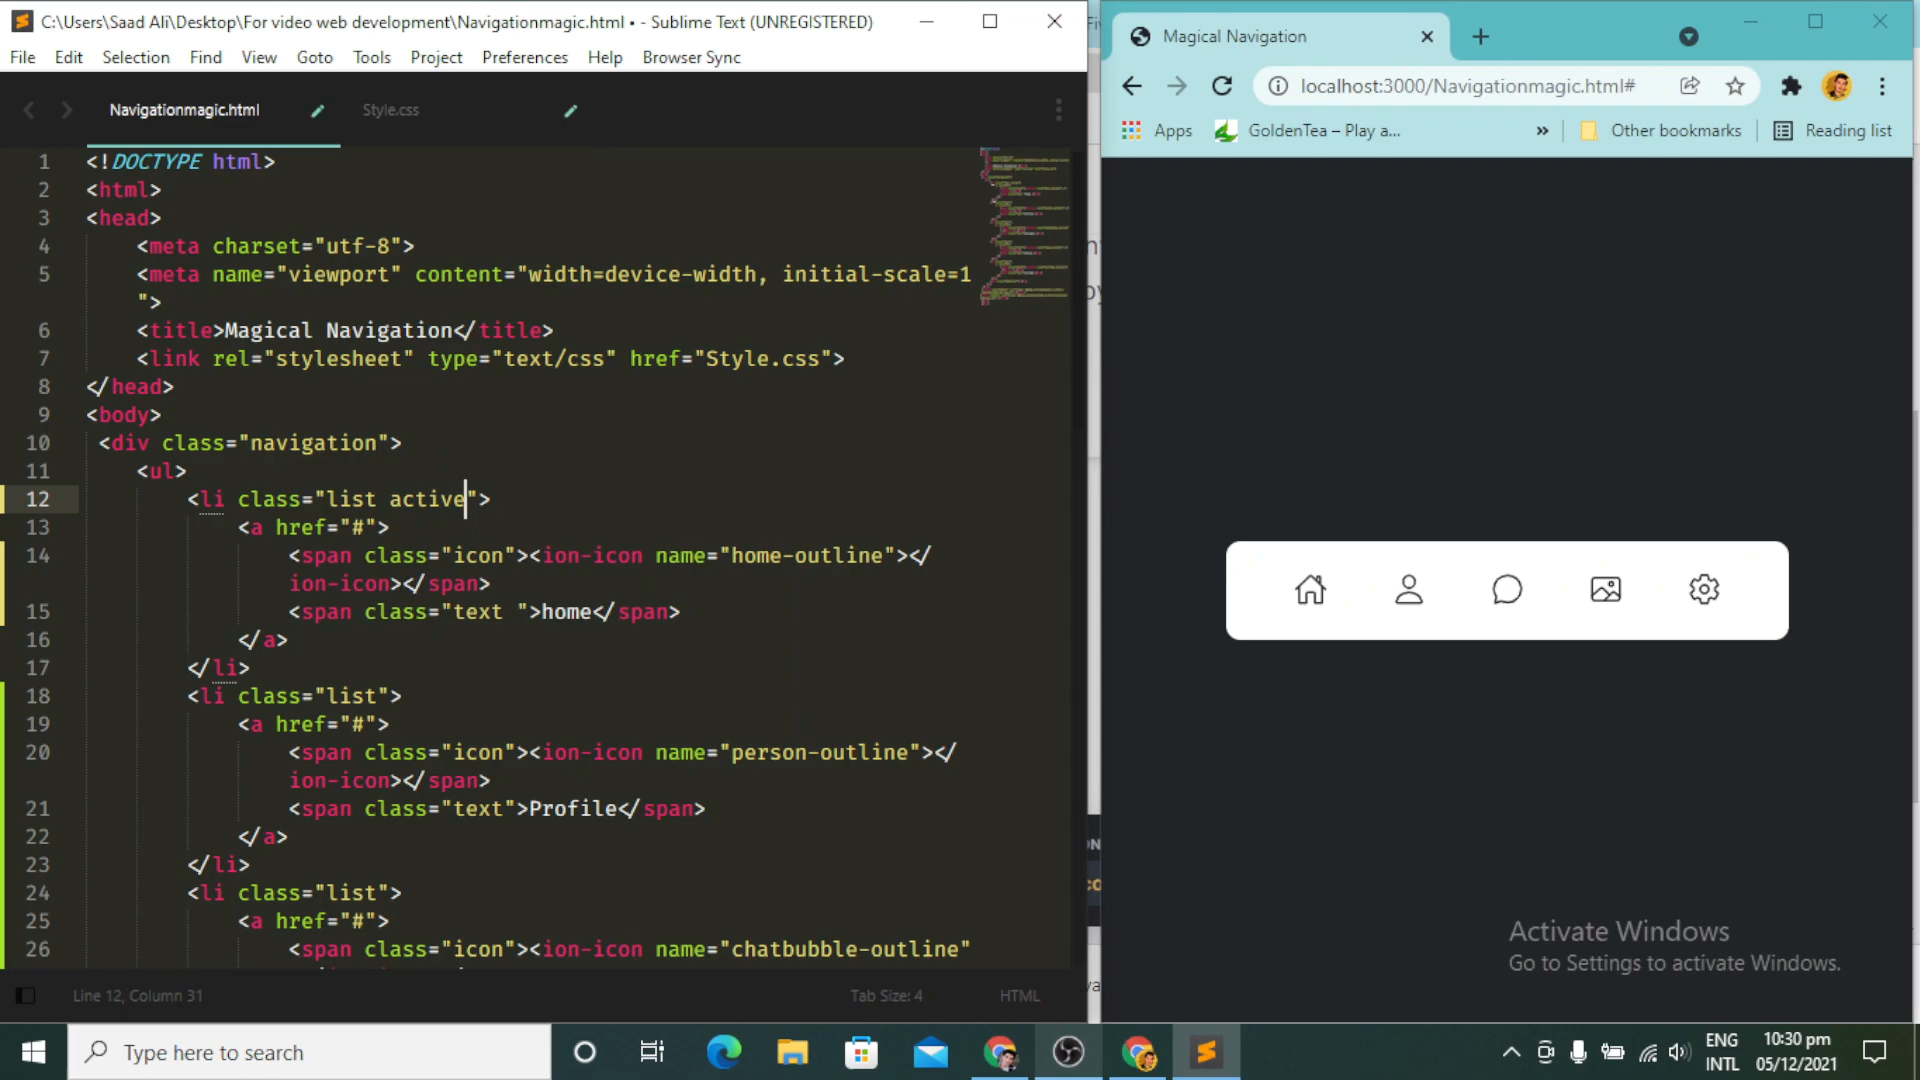 C:\Users\Saad Ali\Desktop\For video web development\Navigationmagic.html • - Sublime Text (UNREGISTERED)
File Edit Selection Find View Goto Tools Project Preferences Help Browser Sync
Navigationmagic.html Style.css
1 <!DOCTYPE html>
2 <html>
3 <head>
4 <meta charset="utf-8">
5 <meta name="viewport" content="width=device-width, initial-scale=1
">
6 <title>Magical Navigation</title>
7 <link rel="stylesheet" type="text/css" href="Style.css">
8 </head>
9 <body>
10 <div class="navigation">
11 <ul>
12 <li class="list active">
13 <a href="#">
14 <span class="icon"><ion-icon name="home-outline"></
ion-icon></span>
15 <span class="text ">home</span>
16 </a>
17 </li>
18 <li class="list">
19 <a href="#">
20 <span class="icon"><ion-icon name="person-outline"></
ion-icon></span>
21 <span class="text">Profile</span>
22 </a>
23 </li>
24 <li class="list">
25 <a href="#">
26 <span class="icon"><ion-icon name="chatbubble-outline"
Line 12, Column 31 Tab Size: 4 HTML
Magical Navigation
localhost:3000/Navigationmagic.html#
Apps GoldenTea – Play a... » Other bookmarks Reading list
Activate Windows
Go to Settings to activate Windows.
Type here to search
ENG
INTL
10:30 pm
05/12/2021